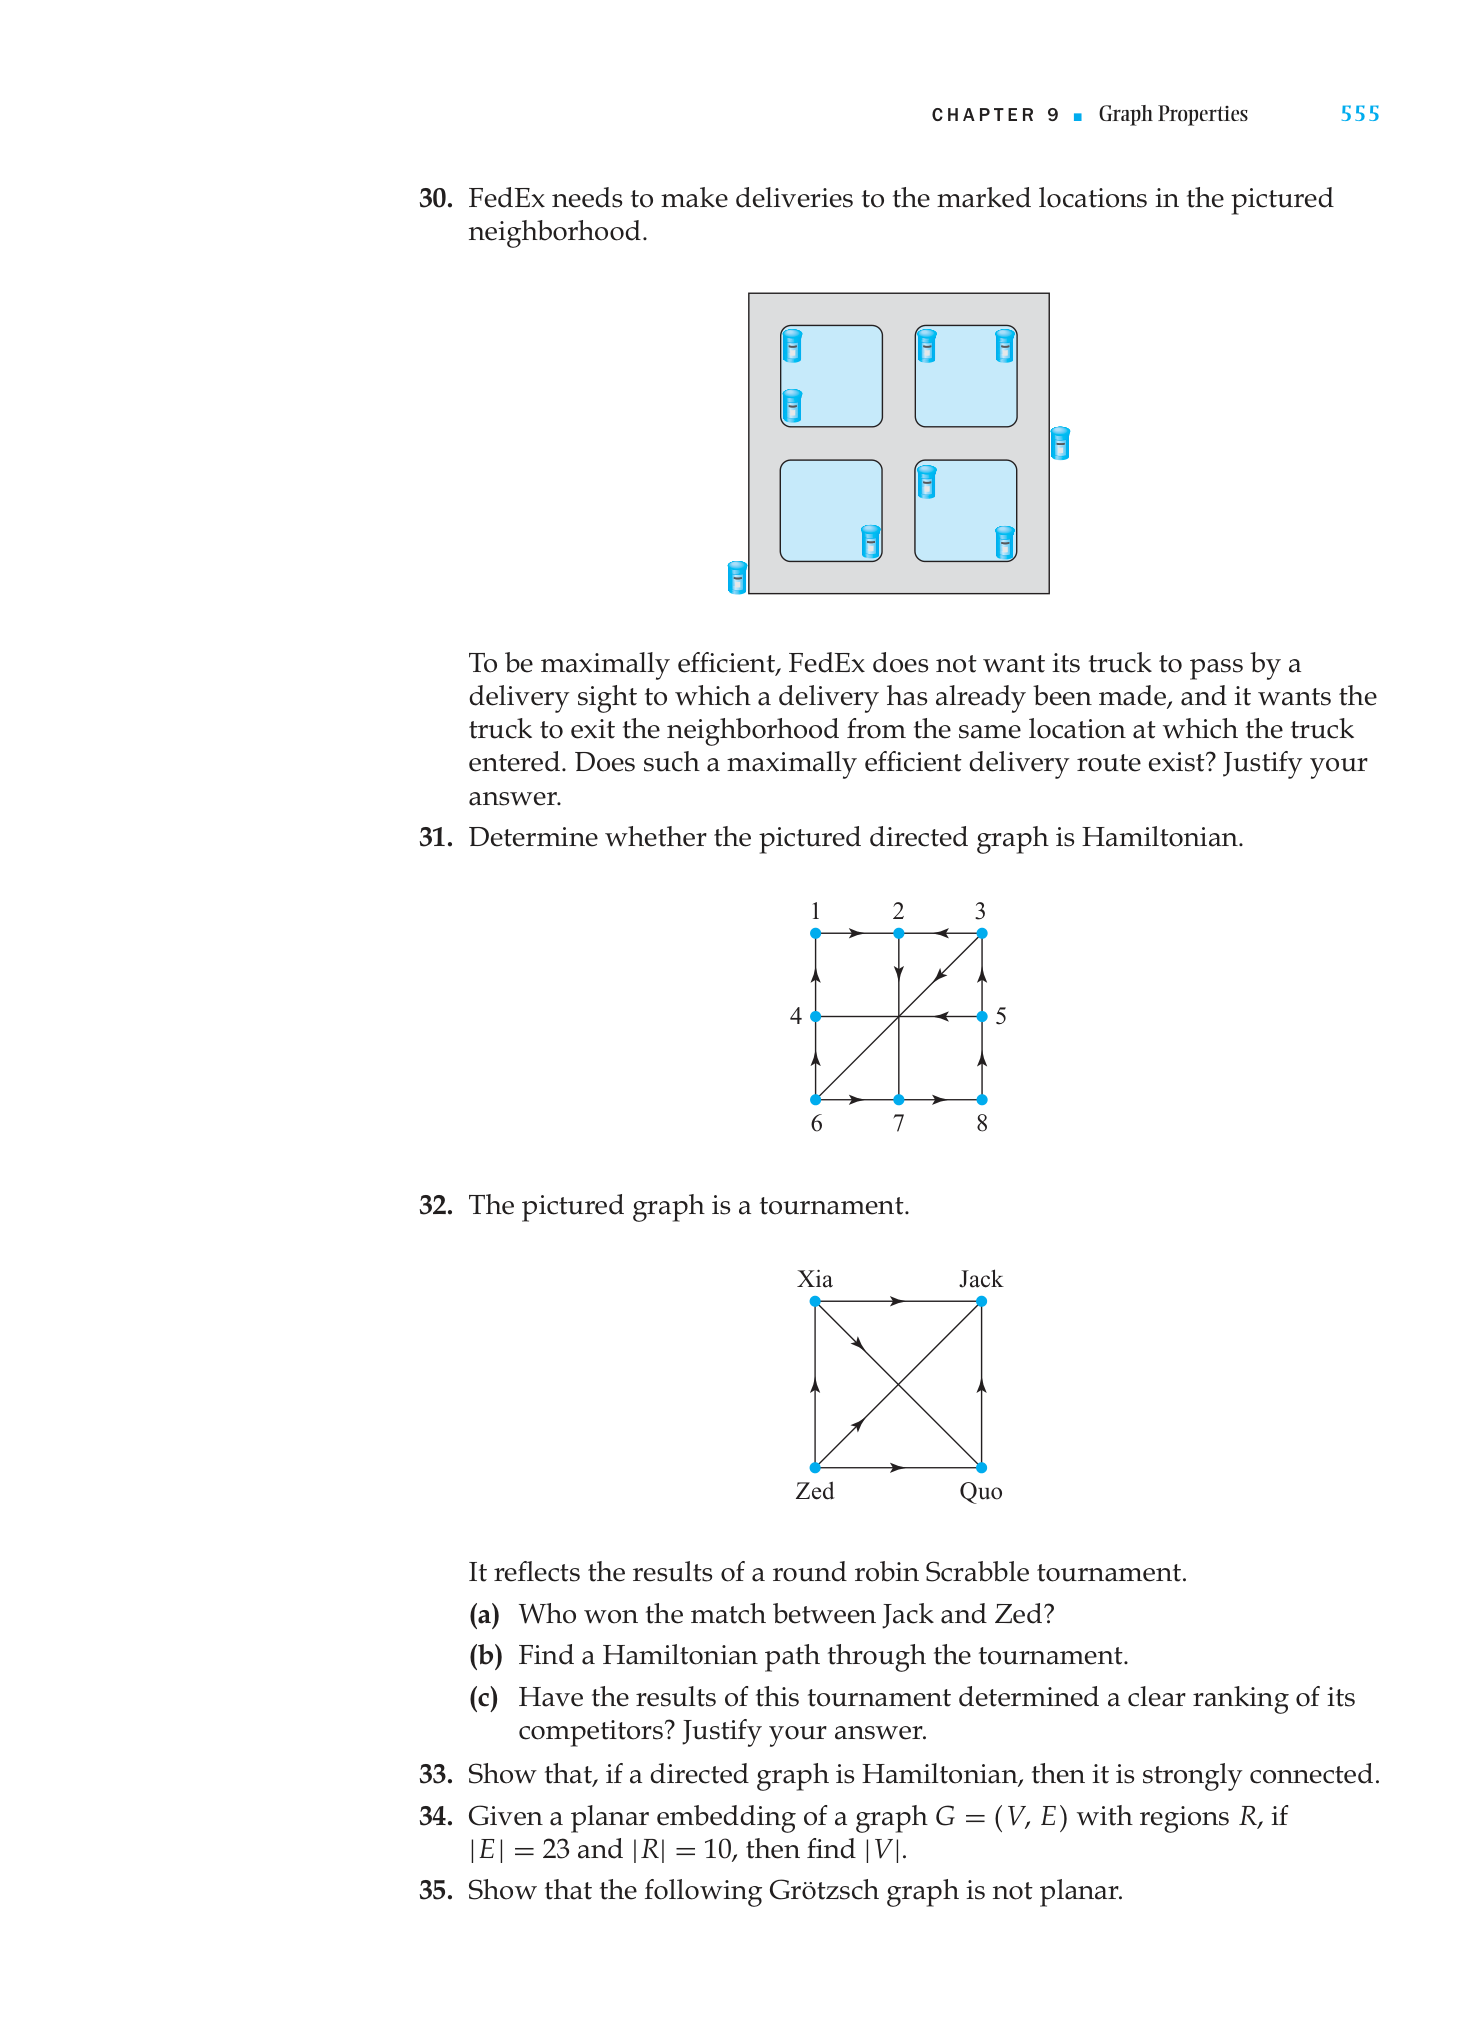 CHAPTER 9 ■ Graph Properties 555
30. FedEx needs to make deliveries to the marked locations in the pictured
neighborhood.
To be maximally efficient, FedEx does not want its truck to pass by a
delivery sight to which a delivery has already been made, and it wants the
truck to exit the neighborhood from the same location at which the truck
entered. Does such a maximally efficient delivery route exist? Justify your
answer.
31. Determine whether the pictured directed graph is Hamiltonian.
1 2 3
4 5
6 7 8
32. The pictured graph is a tournament.
Xia Jack
Zed Quo
It reflects the results of a round robin Scrabble tournament.
(a) Who won the match between Jack and Zed?
(b) Find a Hamiltonian path through the tournament.
(c) Have the results of this tournament determined a clear ranking of its
competitors? Justify your answer.
33. Show that, if a directed graph is Hamiltonian, then it is strongly connected.
34. Given a planar embedding of a graph G = (V, E) with regions R, if
|E| = 23 and |R| = 10, then find |V|.
35. Show that the following Grötzsch graph is not planar.